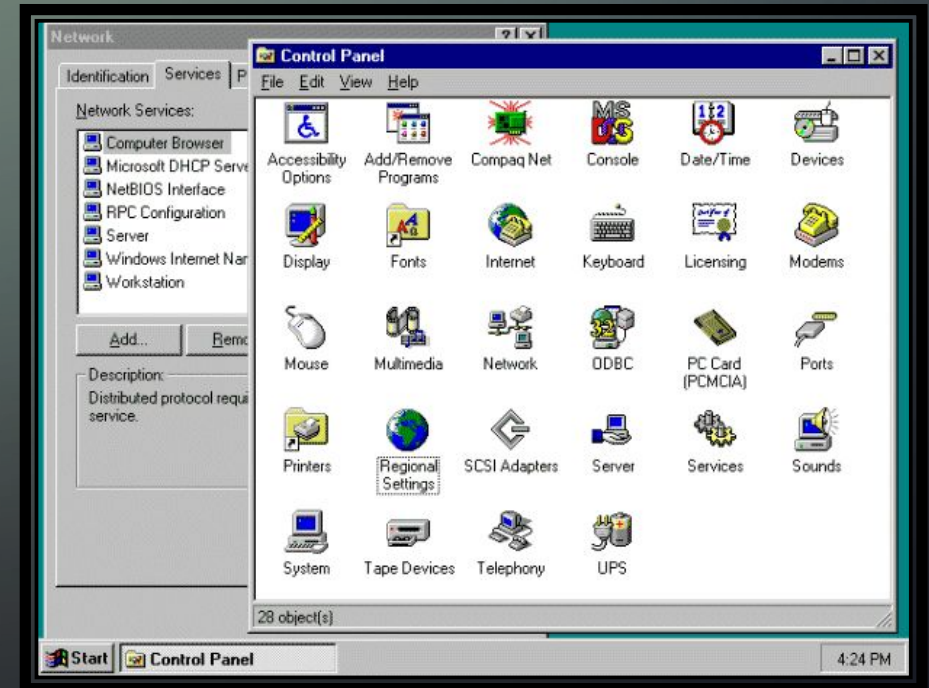 Network
Identification Services P
Network Services:
Computer Browser
Microsoft DHCP Serve
NetBIOS Interface
RPC Configuration
Server
Windows Internet Nar
Workstation
Add... Remo
Description:
Distributed protocol requi
service.
Control Panel
File Edit View Help
Accessibility Options
Add/Remove Programs
Compaq Net
MS DOS
Console
Date/Time
Devices
Display
Fonts
Internet
Keyboard
Licensing
Modems
Mouse
Multimedia
Network
32
ODBC
PC Card (PCMCIA)
Ports
Printers
Regional Settings
SCSI Adapters
Server
Services
Sounds
System
Tape Devices
Telephony
UPS
28 object(s)
Start Control Panel 4:24 PM